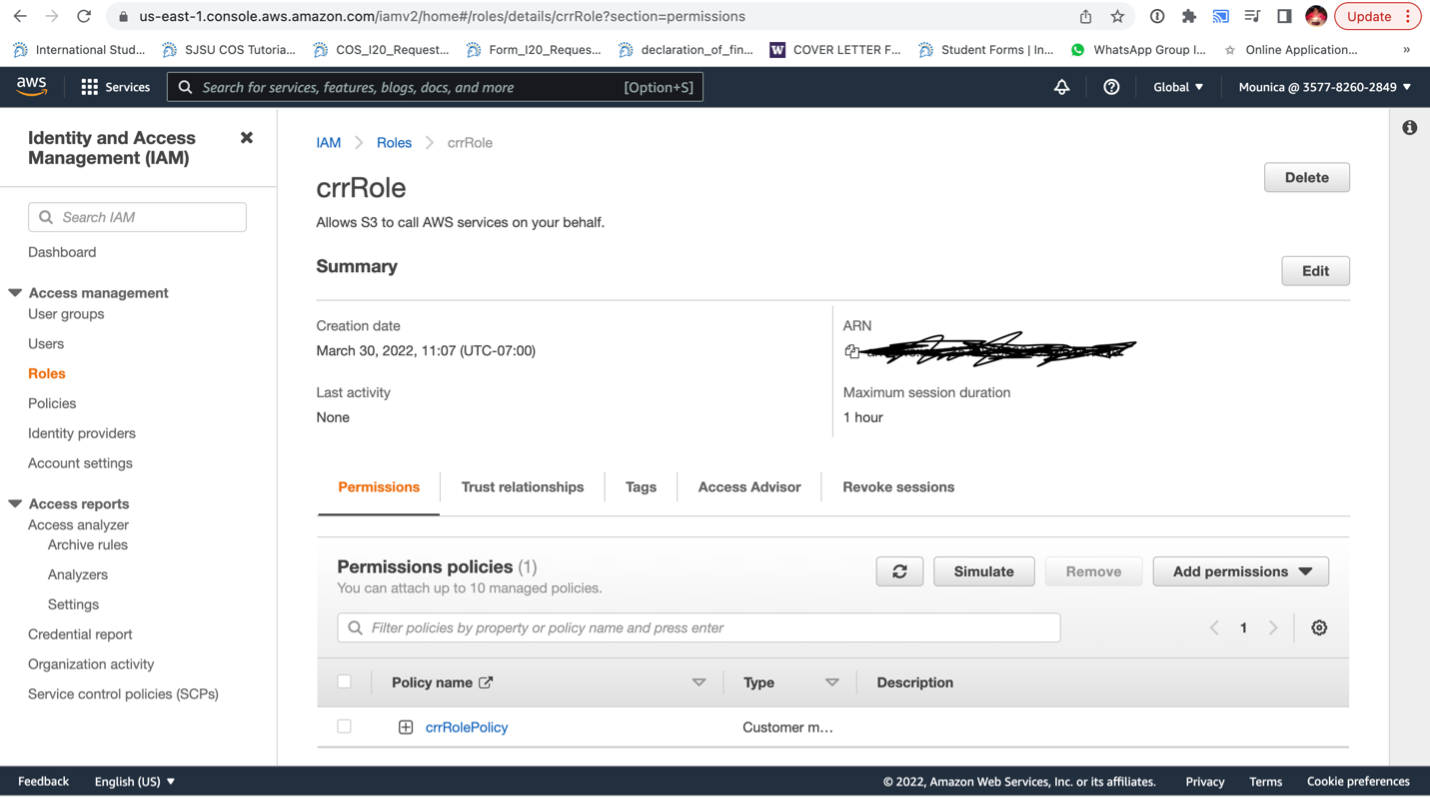 us-east-1.console.aws.amazon.com/iamv2/home#/roles/details/crrRole?section=permissions
Update
International Stud...
SJSU COS Tutoria...
COS_I20_Request...
Form_I20_Reques...
declaration_of_fin...
W COVER LETTER F...
Student Forms | In...
WhatsApp Group I...
Online Application...
»
aws
Services
Search for services, features, blogs, docs, and more
[Option+S]
Global
Mounica @ 3577-8260-2849
Identity and Access
Management (IAM)
Search IAM
Dashboard
Access management
User groups
Users
Roles
Policies
Identity providers
Account settings
Access reports
Access analyzer
Archive rules
Analyzers
Settings
Credential report
Organization activity
Service control policies (SCPs)
IAM > Roles > crrRole
crrRole
Delete
Allows S3 to call AWS services on your behalf.
Summary
Edit
Creation date
March 30, 2022, 11:07 (UTC-07:00)
ARN
Last activity
None
Maximum session duration
1 hour
Permissions
Trust relationships
Tags
Access Advisor
Revoke sessions
Permissions policies (1)
You can attach up to 10 managed policies.
Simulate
Remove
Add permissions
Filter policies by property or policy name and press enter
1
Policy name
Type
Description
crrRolePolicy
Customer m...
Feedback
English (US)
© 2022, Amazon Web Services, Inc. or its affiliates.
Privacy
Terms
Cookie preferences